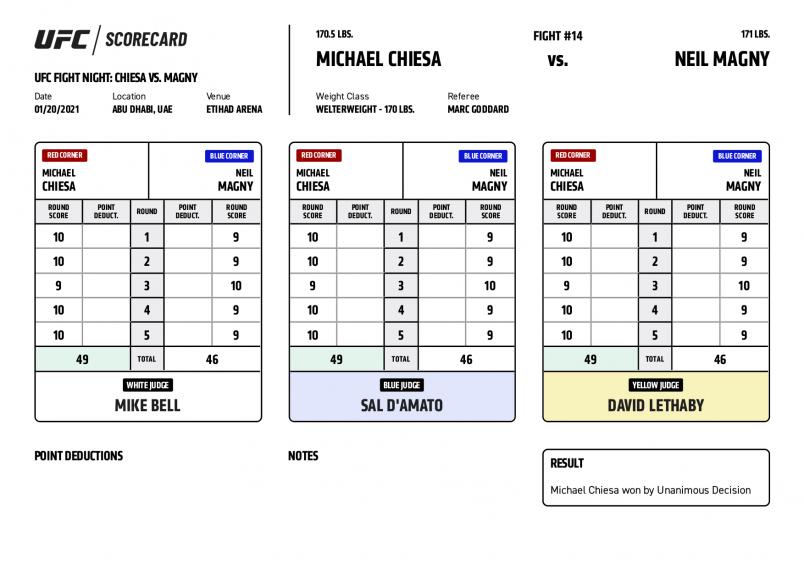 UFC / SCORECARD
UFC FIGHT NIGHT: CHIESA VS. MAGNY
Date Location Venue
01/20/2021 ABU DHABI, UAE ETIHAD ARENA
170.5 LBS. FIGHT #14 171 LBS.
MICHAEL CHIESA VS. NEIL MAGNY
Weight Class Referee
WELTERWEIGHT - 170 LBS. MARC GODDARD
RED CORNER BLUE CORNER
MICHAEL NEIL
CHIESA MAGNY
ROUND SCORE POINT DEDUCT. ROUND POINT DEDUCT. ROUND SCORE
10 1 9
10 2 9
9 3 10
10 4 9
10 5 9
49 TOTAL 46
WHITE JUDGE
MIKE BELL
RED CORNER BLUE CORNER
MICHAEL NEIL
CHIESA MAGNY
ROUND SCORE POINT DEDUCT. ROUND POINT DEDUCT. ROUND SCORE
10 1 9
10 2 9
9 3 10
10 4 9
10 5 9
49 TOTAL 46
BLUE JUDGE
SAL D'AMATO
RED CORNER BLUE CORNER
MICHAEL NEIL
CHIESA MAGNY
ROUND SCORE POINT DEDUCT. ROUND POINT DEDUCT. ROUND SCORE
10 1 9
10 2 9
9 3 10
10 4 9
10 5 9
49 TOTAL 46
YELLOW JUDGE
DAVID LETHABY
POINT DEDUCTIONS
NOTES
RESULT
Michael Chiesa won by Unanimous Decision